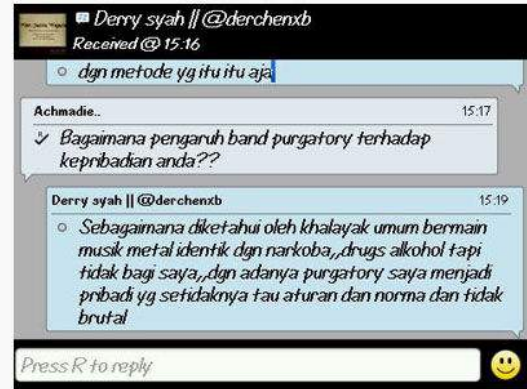 Derry syah || @derchenxb
Received @ 15:16
dgn metode yg itu itu aja
Achmadie.. 15:17
Bagaimana pengaruh band purgatory terhadap
kepribadian anda??
Derry syah || @derchenxb 15:19
Sebagaimana diketahui oleh khalayak umum bermain
musik metal identik dgn narkoba,,drugs alkohol tapi
tidak bagi saya,,dgn adanya purgatory saya menjadi
pribadi yg setidaknya tau aturan dan norma dan tidak
brutal
Press R to reply